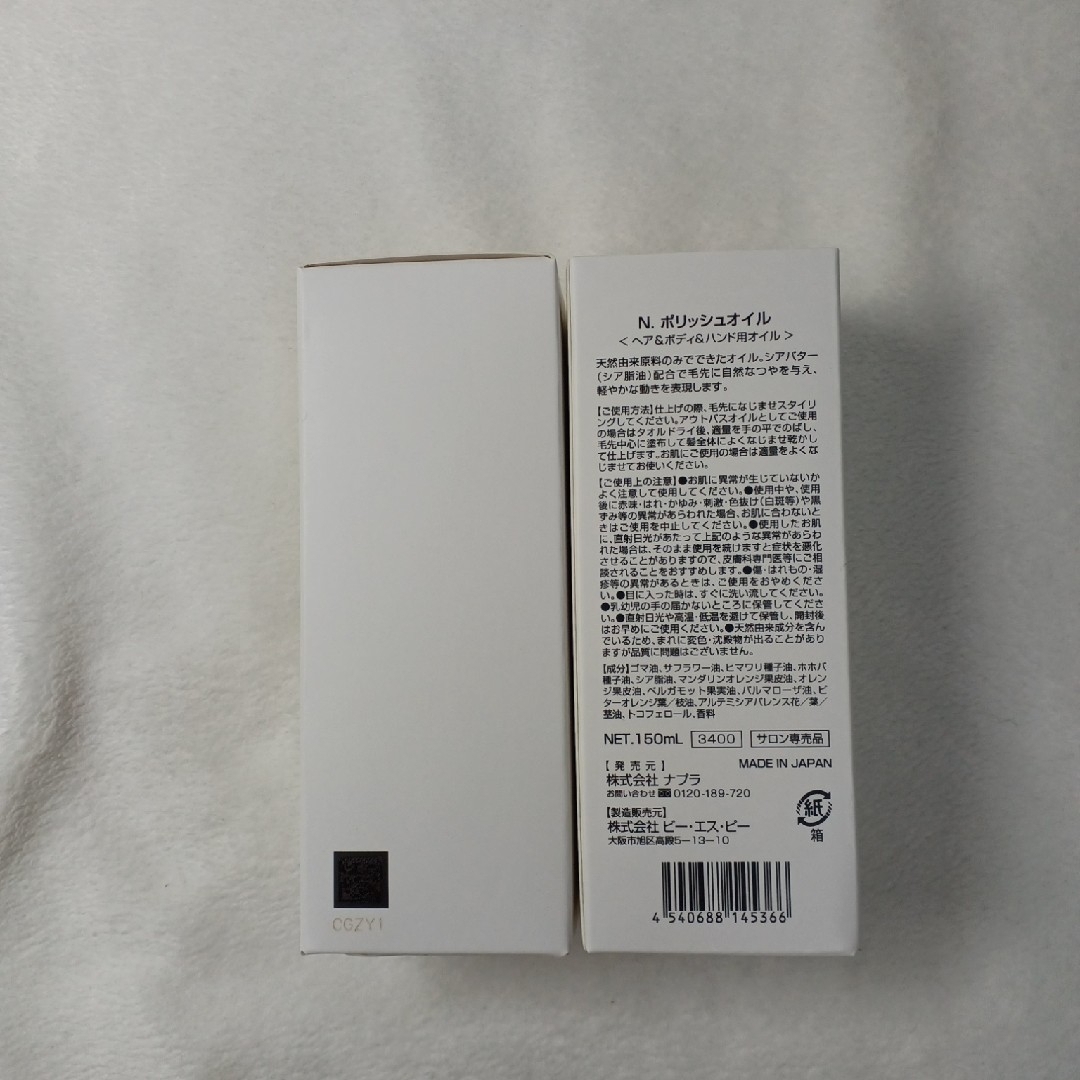 N. ポリッシュオイル
< ヘア&ボディ&ハンド用オイル >
天然由来原料のみでできたオイル。シアバター
(シア脂油)配合で毛先に自然なつやを与え、
軽やかな動きを表現します。
【ご使用方法】仕上げの際、毛先になじませスタイリ
ングしてください。アウトバスオイルとしてご使用
の場合はタオルドライ後、適量を手の平でのばし、
毛先中心に塗布して髪全体によくなじませ乾かし
て仕上げます。お肌にご使用の場合は適量をよくな
じませてお使いください。
【ご使用上の注意】●お肌に異常が生じていないか
よく注意して使用してください。●使用中や、使用
後に赤味・はれ・かゆみ・刺激・色抜け(白斑等)や黒
ずみ等の異常があらわれた場合、お肌に合わないと
きはご使用を中止してください。●使用したお肌
に、直射日光があたって上記のような異常があらわ
れた場合は、そのまま使用を続けますと症状を悪化
させることがありますので、皮膚科専門医等にご相
談されることをおすすめします。●傷・はれもの・湿
疹等の異常があるときは、ご使用をおやめくださ
い。●目に入った時は、すぐに洗い流してください。
●乳幼児の手の届かないところに保管してくださ
い。●直射日光や高温・低温を避けて保管し、開封後
はお早めにご使用ください。●天然由来成分を含ん
でいるため、まれに変色・沈殿物が出ることがあり
ますが品質に問題はございません。
【成分】ゴマ油、サフラワー油、ヒマワリ種子油、ホホバ
種子油、シア脂油、マンダリンオレンジ果皮油、オレン
ジ果皮油、ベルガモット果実油、パルマローザ油、ビ
ターオレンジ葉/枝油、アルテミシアパレンス花/葉/
茎油、トコフェロール、香料
NET.150mL 3400 サロン専売品
MADE IN JAPAN
【発売元】
株式会社 ナプラ
お問い合わせ 0120-189-720
【製造販売元】
株式会社 ビー・エス・ビー
大阪市旭区高殿5-13-10
紙
箱
4 540688 145366
CGZY1